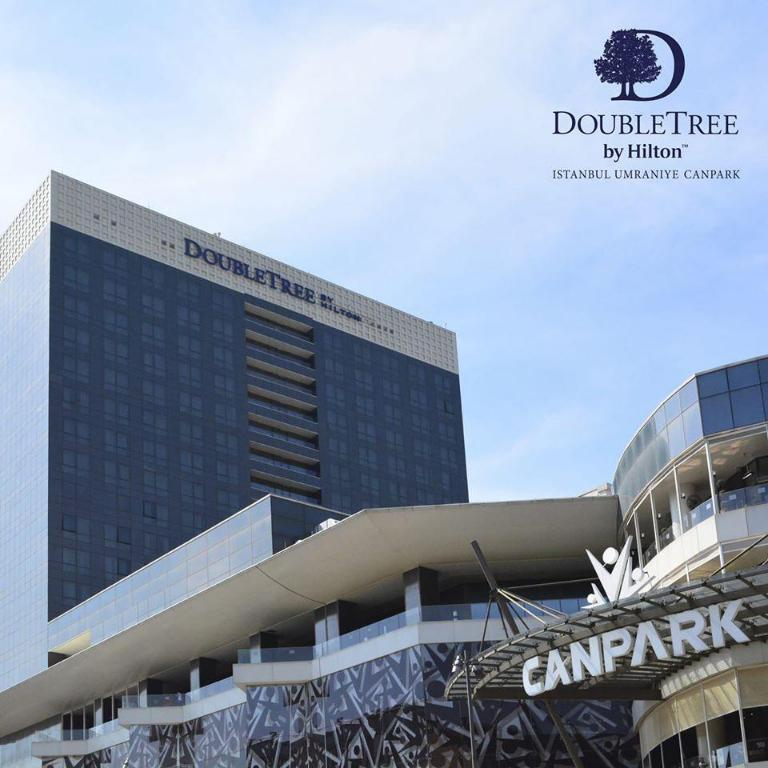 DOUBLETREE
by Hilton™
ISTANBUL UMRANIYE CANPARK
DOUBLETREE BY HILTON
CANPARK